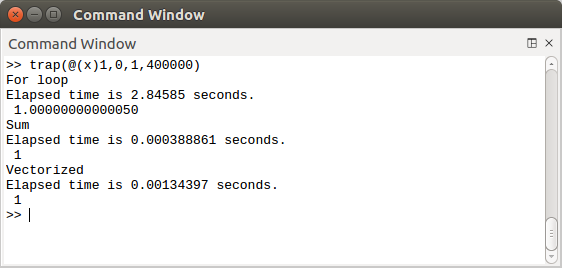 Command Window
Command Window
>> trap(@(x)1,0,1,400000)
For loop
Elapsed time is 2.84585 seconds.
 1.00000000000050
Sum
Elapsed time is 0.000388861 seconds.
 1
Vectorized
Elapsed time is 0.00134397 seconds.
 1
>>